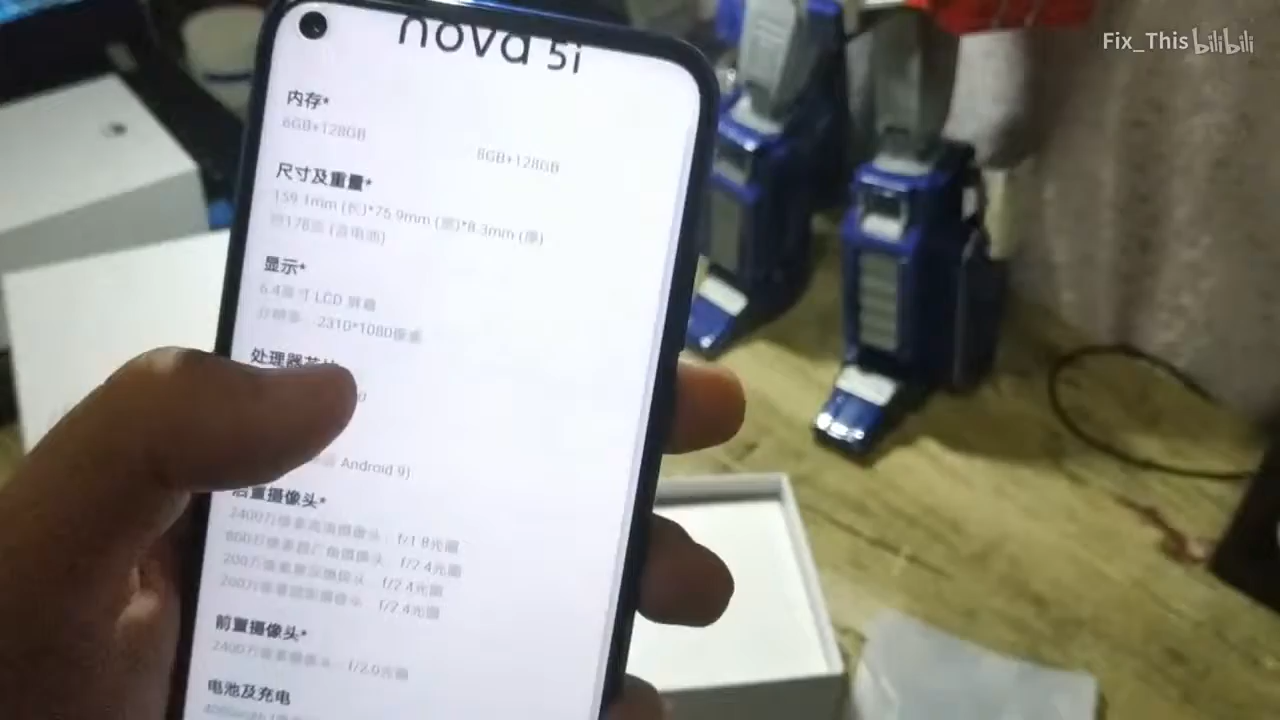 Fix_This bilibili
nova 5i
内存*
6GB+128GB
8GB+128GB
尺寸及重量*
159.1mm (长)*75.9mm (宽)*8.3mm (厚)
约178克 (含电池)
显示*
6.4英寸 LCD 屏幕
分辨率：2310*1080像素
处理器芯片
Android 9)
后置摄像头*
2400万像素高清摄像头，f/1.8光圈
800万像素超广角摄像头，f/2.4光圈
200万像素景深摄像头，f/2.4光圈
200万像素微距摄像头，f/2.4光圈
前置摄像头*
2400万像素摄像头，f/2.0光圈
电池及充电